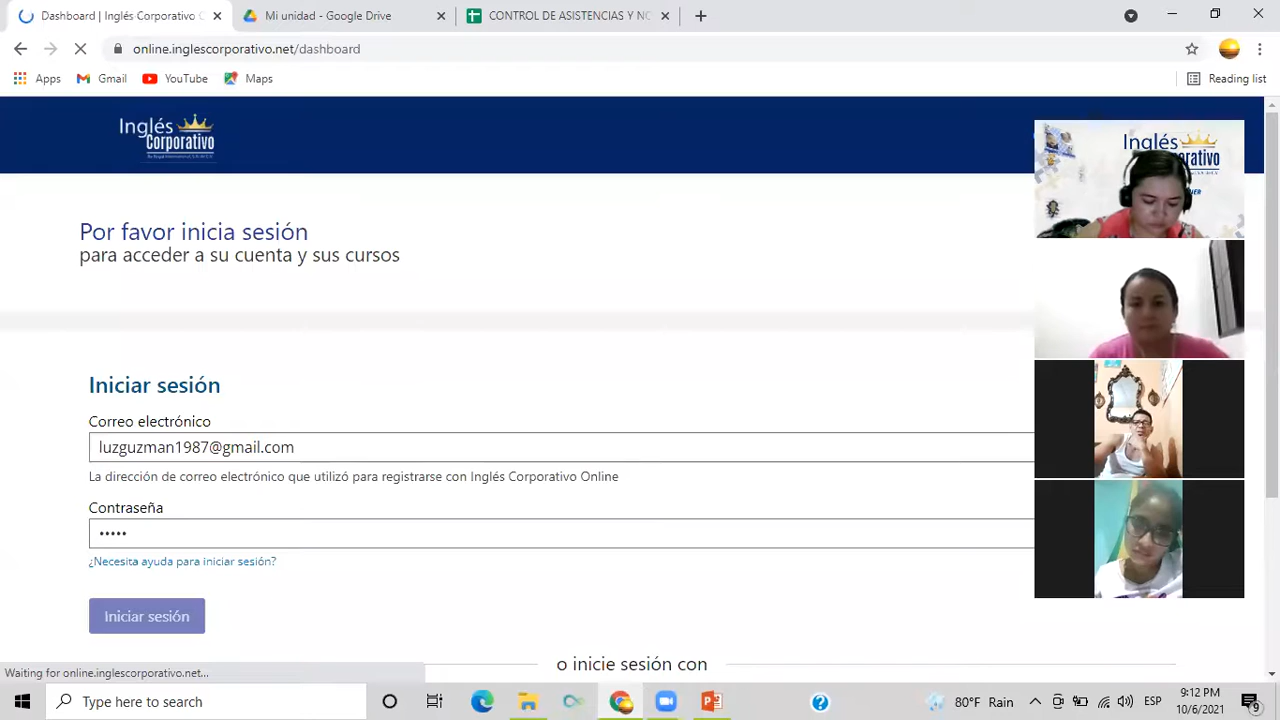 Dashboard | Inglés Corporativo C
Mi unidad - Google Drive
CONTROL DE ASISTENCIAS Y NO
online.inglescorporativo.net/dashboard
Apps
Gmail
YouTube
Maps
Reading list
Inglés
Corporativo
Inglés
Por favor inicia sesión
para acceder a su cuenta y sus cursos
Iniciar sesión
Correo electrónico
luzguzman1987@gmail.com
La dirección de correo electrónico que utilizó para registrarse con Inglés Corporativo Online
Contraseña
•••••
¿Necesita ayuda para iniciar sesión?
Iniciar sesión
o inicie sesión con
Waiting for online.inglescorporativo.net...
Type here to search
80°F Rain
ESP
9:12 PM
10/6/2021
9